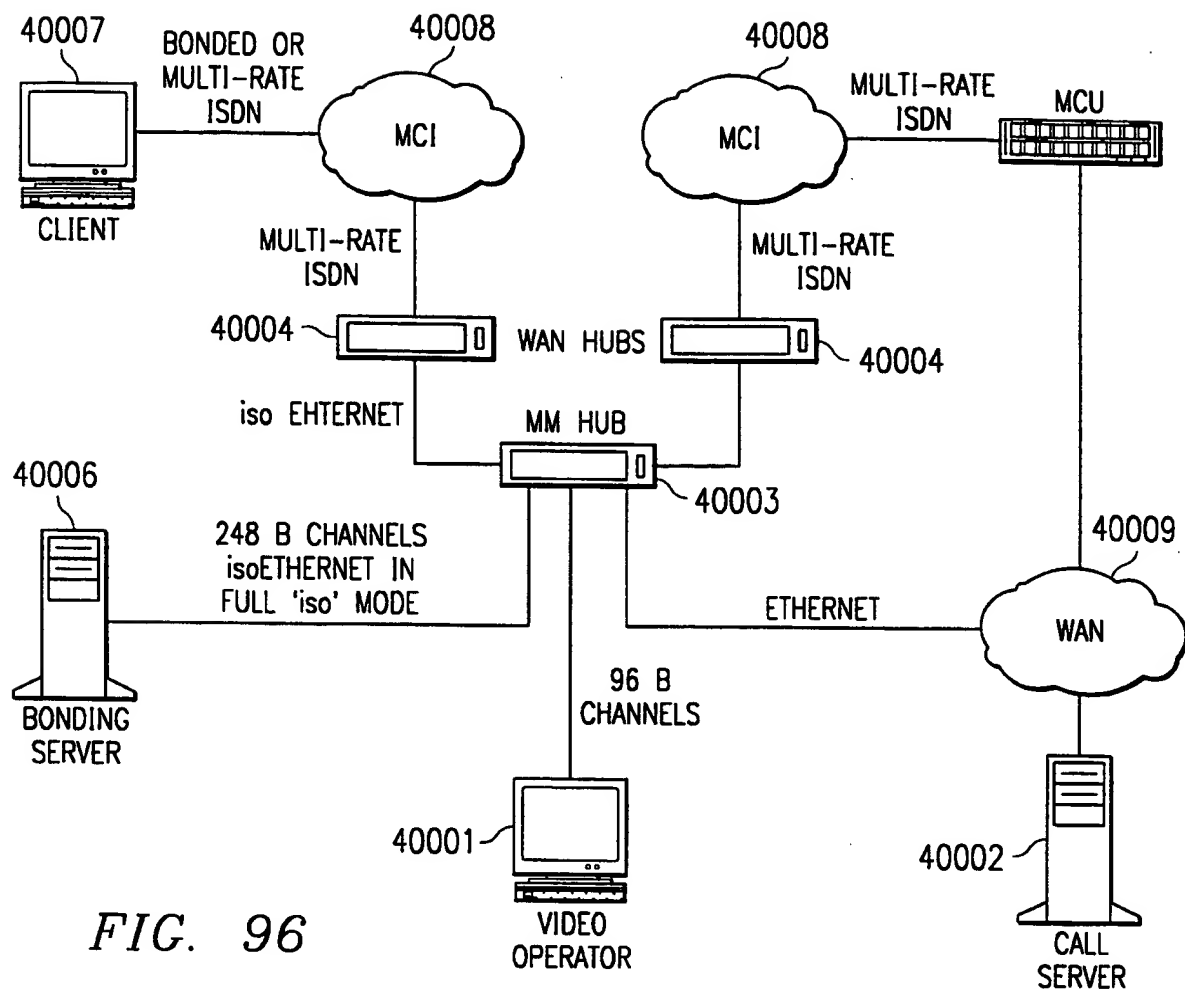 40007
BONDED OR
MULTI-RATE
ISDN
40008
MCI
40008
MCI
MULTI-RATE
ISDN
MCU
CLIENT
MULTI-RATE
ISDN
MULTI-RATE
ISDN
40004
WAN HUBS
40004
iso EHTERNET
MM HUB
40003
40006
248 B CHANNELS
isoETHERNET IN
FULL 'iso' MODE
BONDING
SERVER
ETHERNET
40009
WAN
96 B
CHANNELS
40001
VIDEO
OPERATOR
40002
CALL
SERVER
FIG. 96